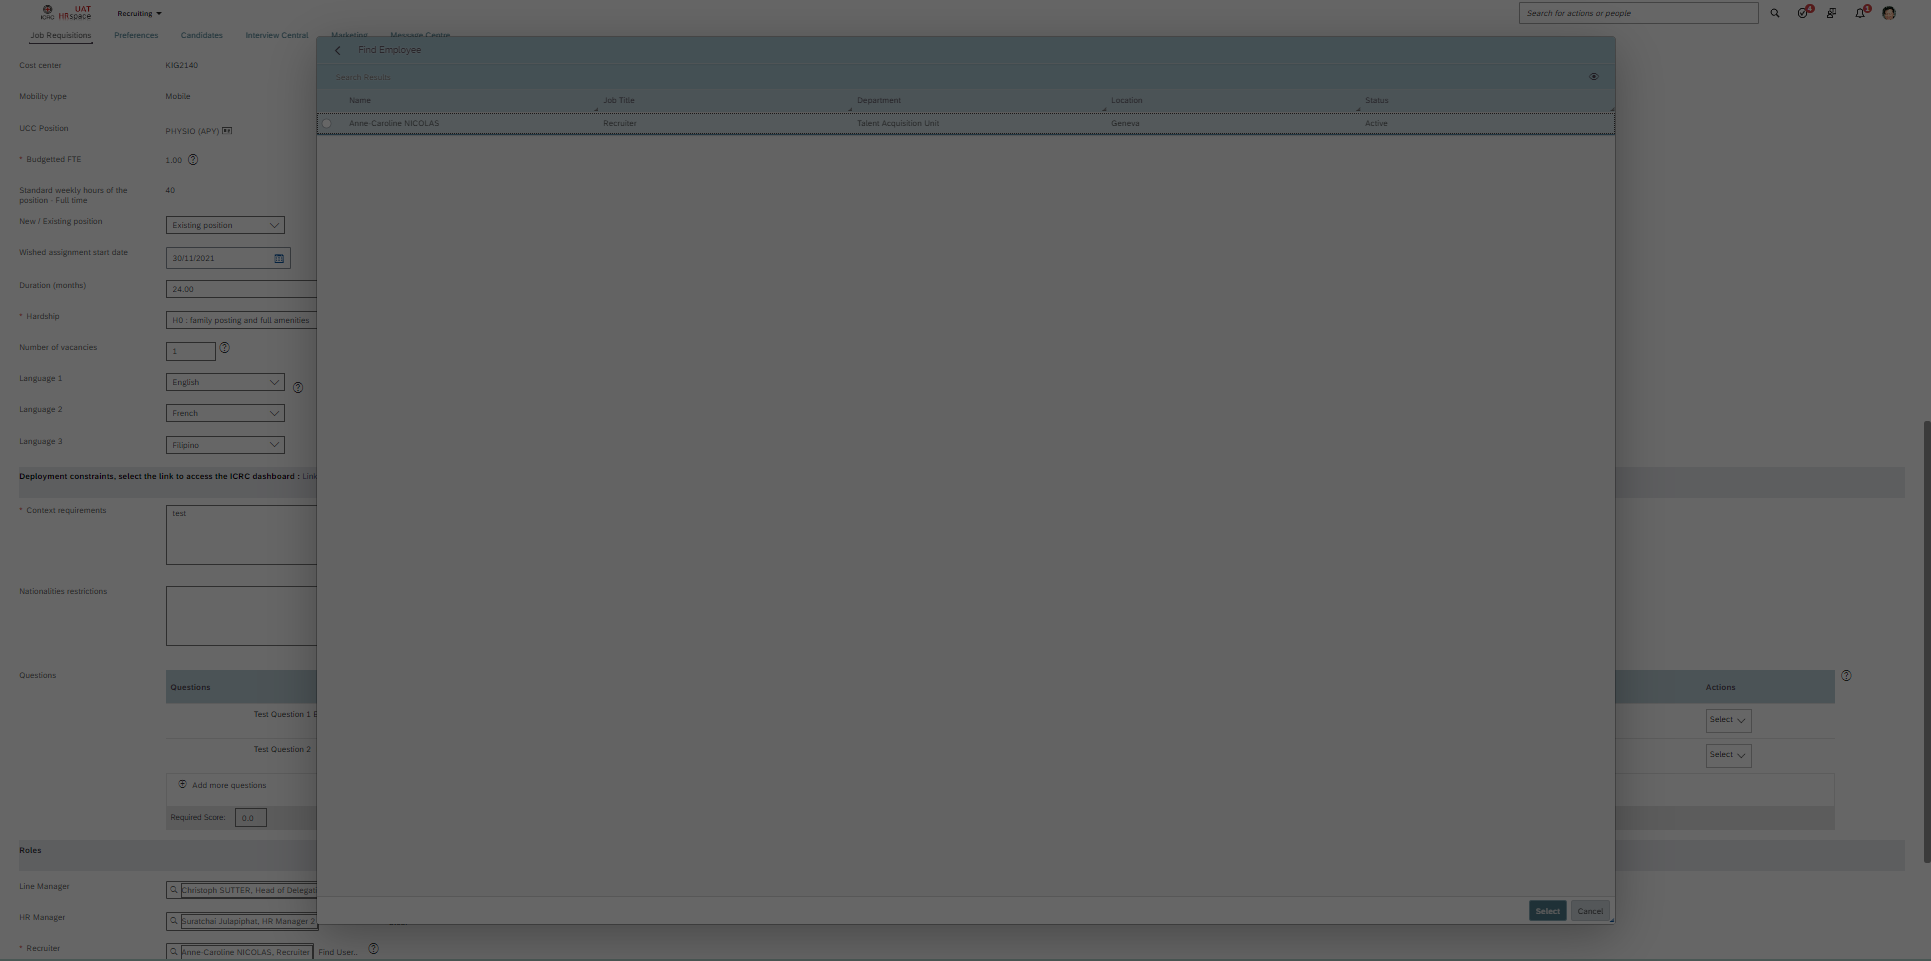 ICRC
UAT
HRspace
Recruiting
Search for actions or people
4
1
Job Requisitions
Preferences
Candidates
Interview Central
Marketing
Message Centre
Find Employee
Search Results
Name
Job Title
Department
Location
Status
Anne-Caroline NICOLAS
Recruiter
Talent Acquisition Unit
Geneva
Active
Cost center
KIG2140
Mobility type
Mobile
UCC Position
PHYSIO (APY)
* Budgetted FTE
1.00
Standard weekly hours of the
position - Full time
40
New / Existing position
Existing position
Wished assignment start date
30/11/2021
Duration (months)
24.00
* Hardship
H0 : family posting and full amenities
Number of vacancies
1
Language 1
English
Language 2
French
Language 3
Filipino
Deployment constraints, select the link to access the ICRC dashboard : Link
* Context requirements
test
Nationalities restrictions
Questions
Questions
Actions
Test Question 1 E
Select
Test Question 2
Select
Add more questions
Required Score:
0.0
Roles
Line Manager
Christoph SUTTER, Head of Delegat
Select
Cancel
HR Manager
Suratchai Julapiphat, HR Manager 2
* Recruiter
Anne-Caroline NICOLAS, Recruiter
Find User..